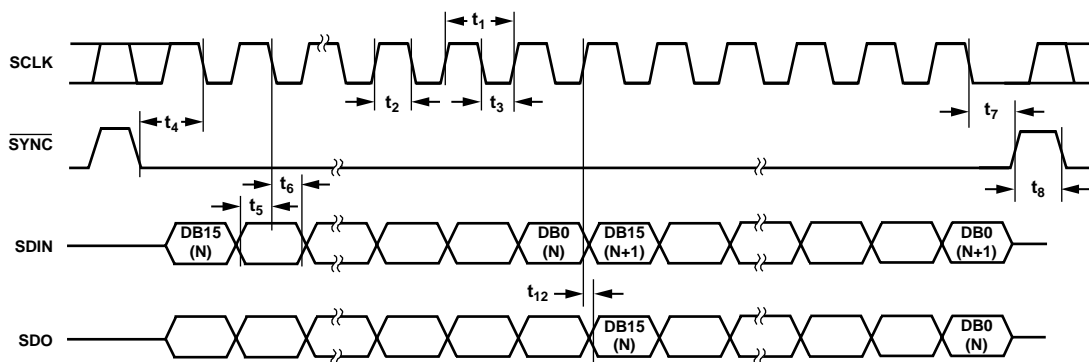 t1
SCLK
t2
t3
t4
t7
SYNC
t6
t8
t5
SDIN
DB15
(N)
DB0
(N)
DB15
(N+1)
DB0
(N+1)
t12
SDO
DB15
(N)
DB0
(N)